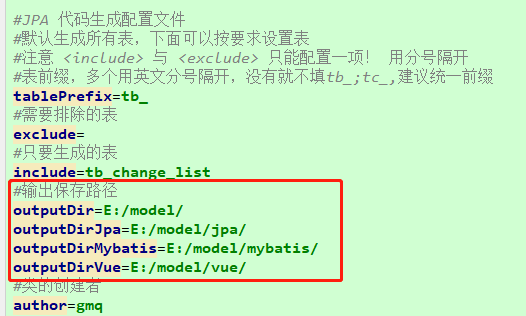 #JPA 代码生成配置文件
#默认生成所有表，下面可以按要求设置表
#注意 <include> 与 <exclude> 只能配置一项！ 用分号隔开
#表前缀，多个用英文分号隔开，没有就不填tb_;tc_,建议统一前缀
tablePrefix=tb_
#需要排除的表
exclude=
#只要生成的表
include=tb_change_list
#输出保存路径
outputDir=E:/model/
outputDirJpa=E:/model/jpa/
outputDirMybatis=E:/model/mybatis/
outputDirVue=E:/model/vue/
#类的创建者
author=gmq